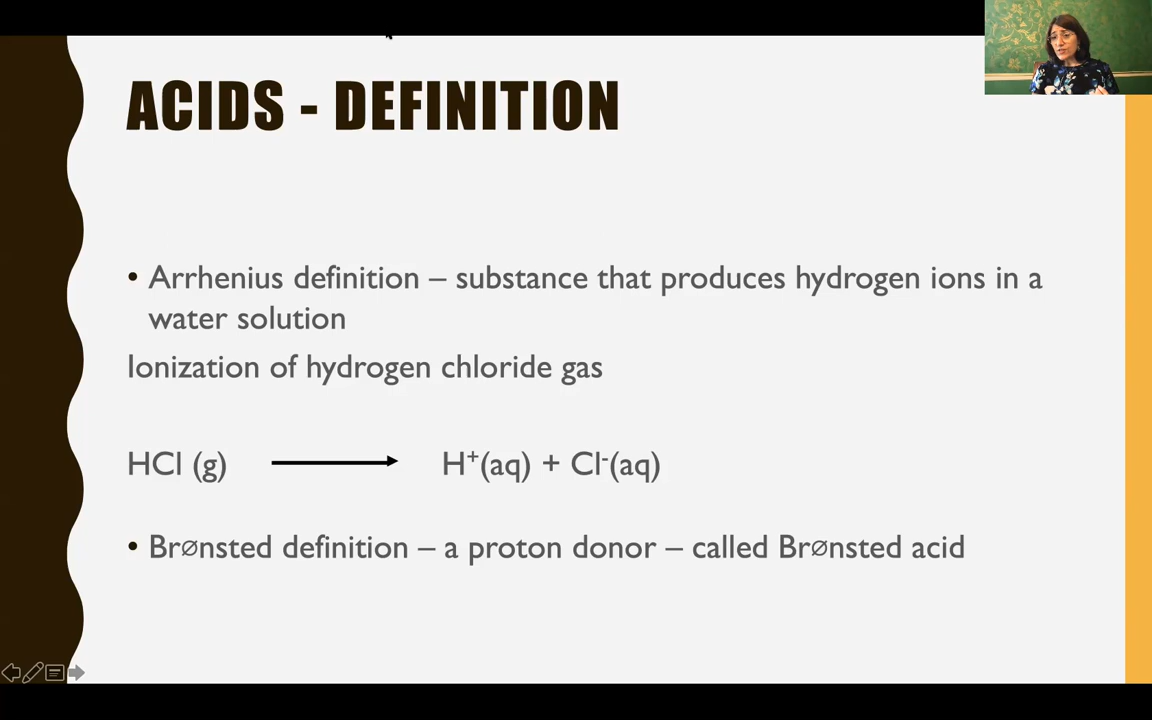 ACIDS - DEFINITION
• Arrhenius definition – substance that produces hydrogen ions in a
water solution
Ionization of hydrogen chloride gas
HCl (g) ⟶ H⁺(aq) + Cl⁻(aq)
• Brønsted definition – a proton donor – called Brønsted acid